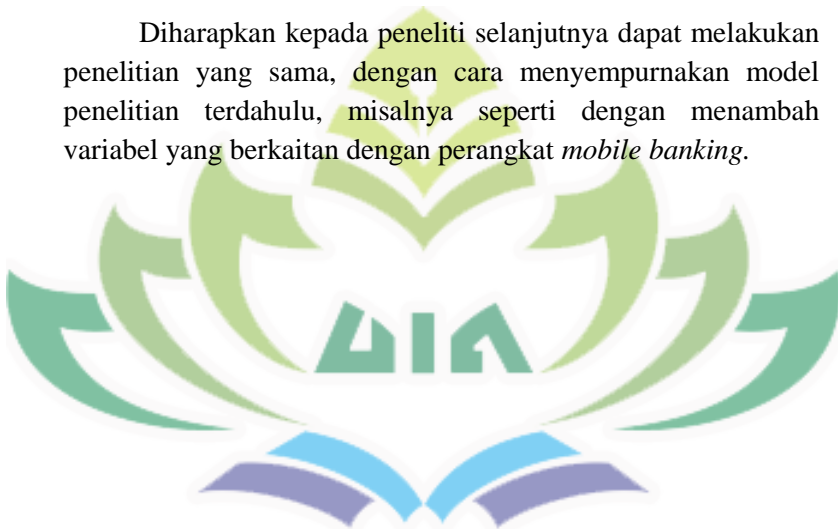 Diharapkan kepada peneliti selanjutnya dapat melakukan
penelitian yang sama, dengan cara menyempurnakan model
penelitian terdahulu, misalnya seperti dengan menambah
variabel yang berkaitan dengan perangkat mobile banking.
UIN